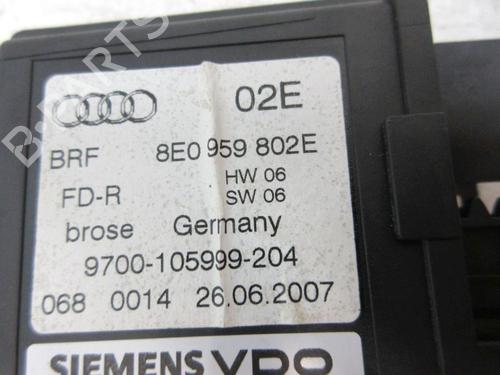 02E
BRF 8E0 959 802E
FD-R HW 06
SW 06
brose Germany
9700-105999-204
068 0014 26.06.2007
SIEMENS VDO